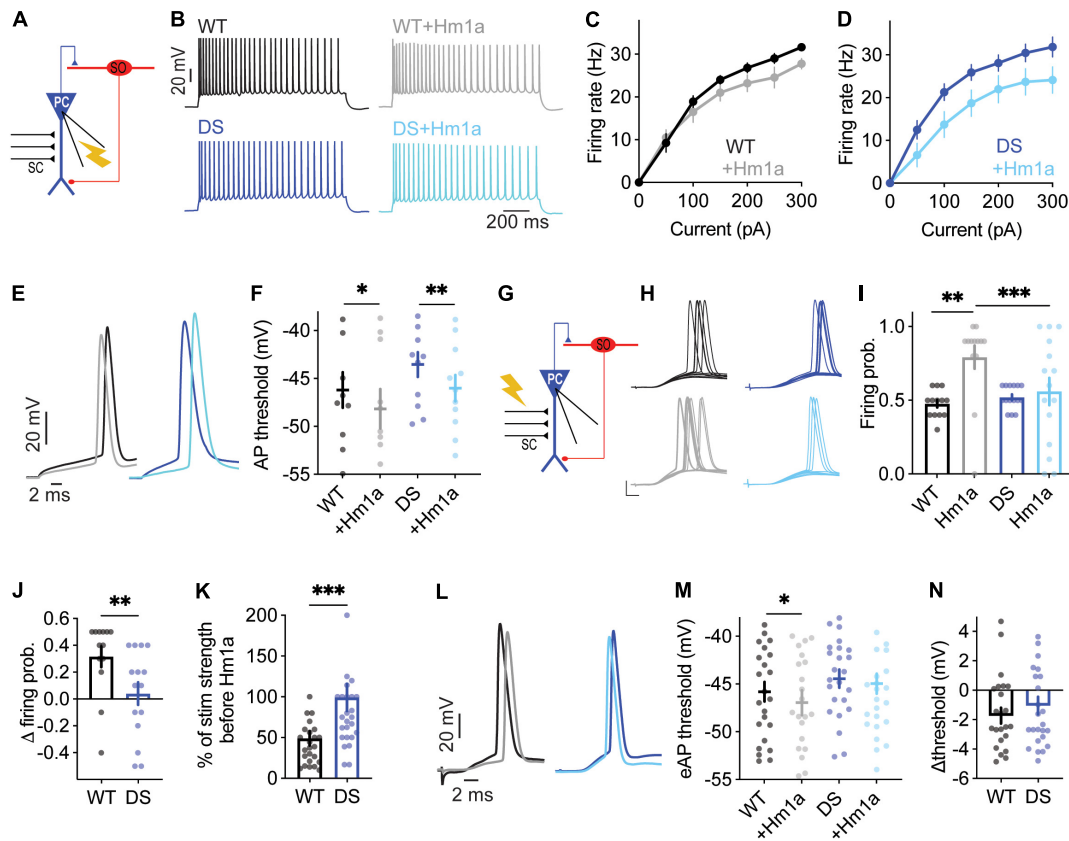 A
SO
PC
SC
B
WT
WT+Hm1a
20 mV
DS
DS+Hm1a
200 ms
C
Firing rate (Hz)
30
20
10
0
WT
+Hm1a
0 100 200 300
Current (pA)
D
Firing rate (Hz)
30
20
10
0
DS
+Hm1a
0 100 200 300
Current (pA)
E
20 mV
2 ms
F
* **
AP threshold (mV)
-40
-45
-50
-55
WT
+Hm1a
DS
+Hm1a
G
SO
PC
SC
H
I
** ***
Firing prob.
1.0
0.5
0.0
WT
Hm1a
DS
Hm1a
J
**
Δ firing prob.
0.6
0.4
0.2
0.0
-0.2
-0.4
WT DS
K
***
% of stim strength
before Hm1a
200
150
100
50
0
WT DS
L
20 mV
2 ms
M
*
eAP threshold (mV)
-40
-45
-50
-55
WT
+Hm1a
DS
+Hm1a
N
Δthreshold (mV)
4
2
0
-2
-4
-6
WT DS